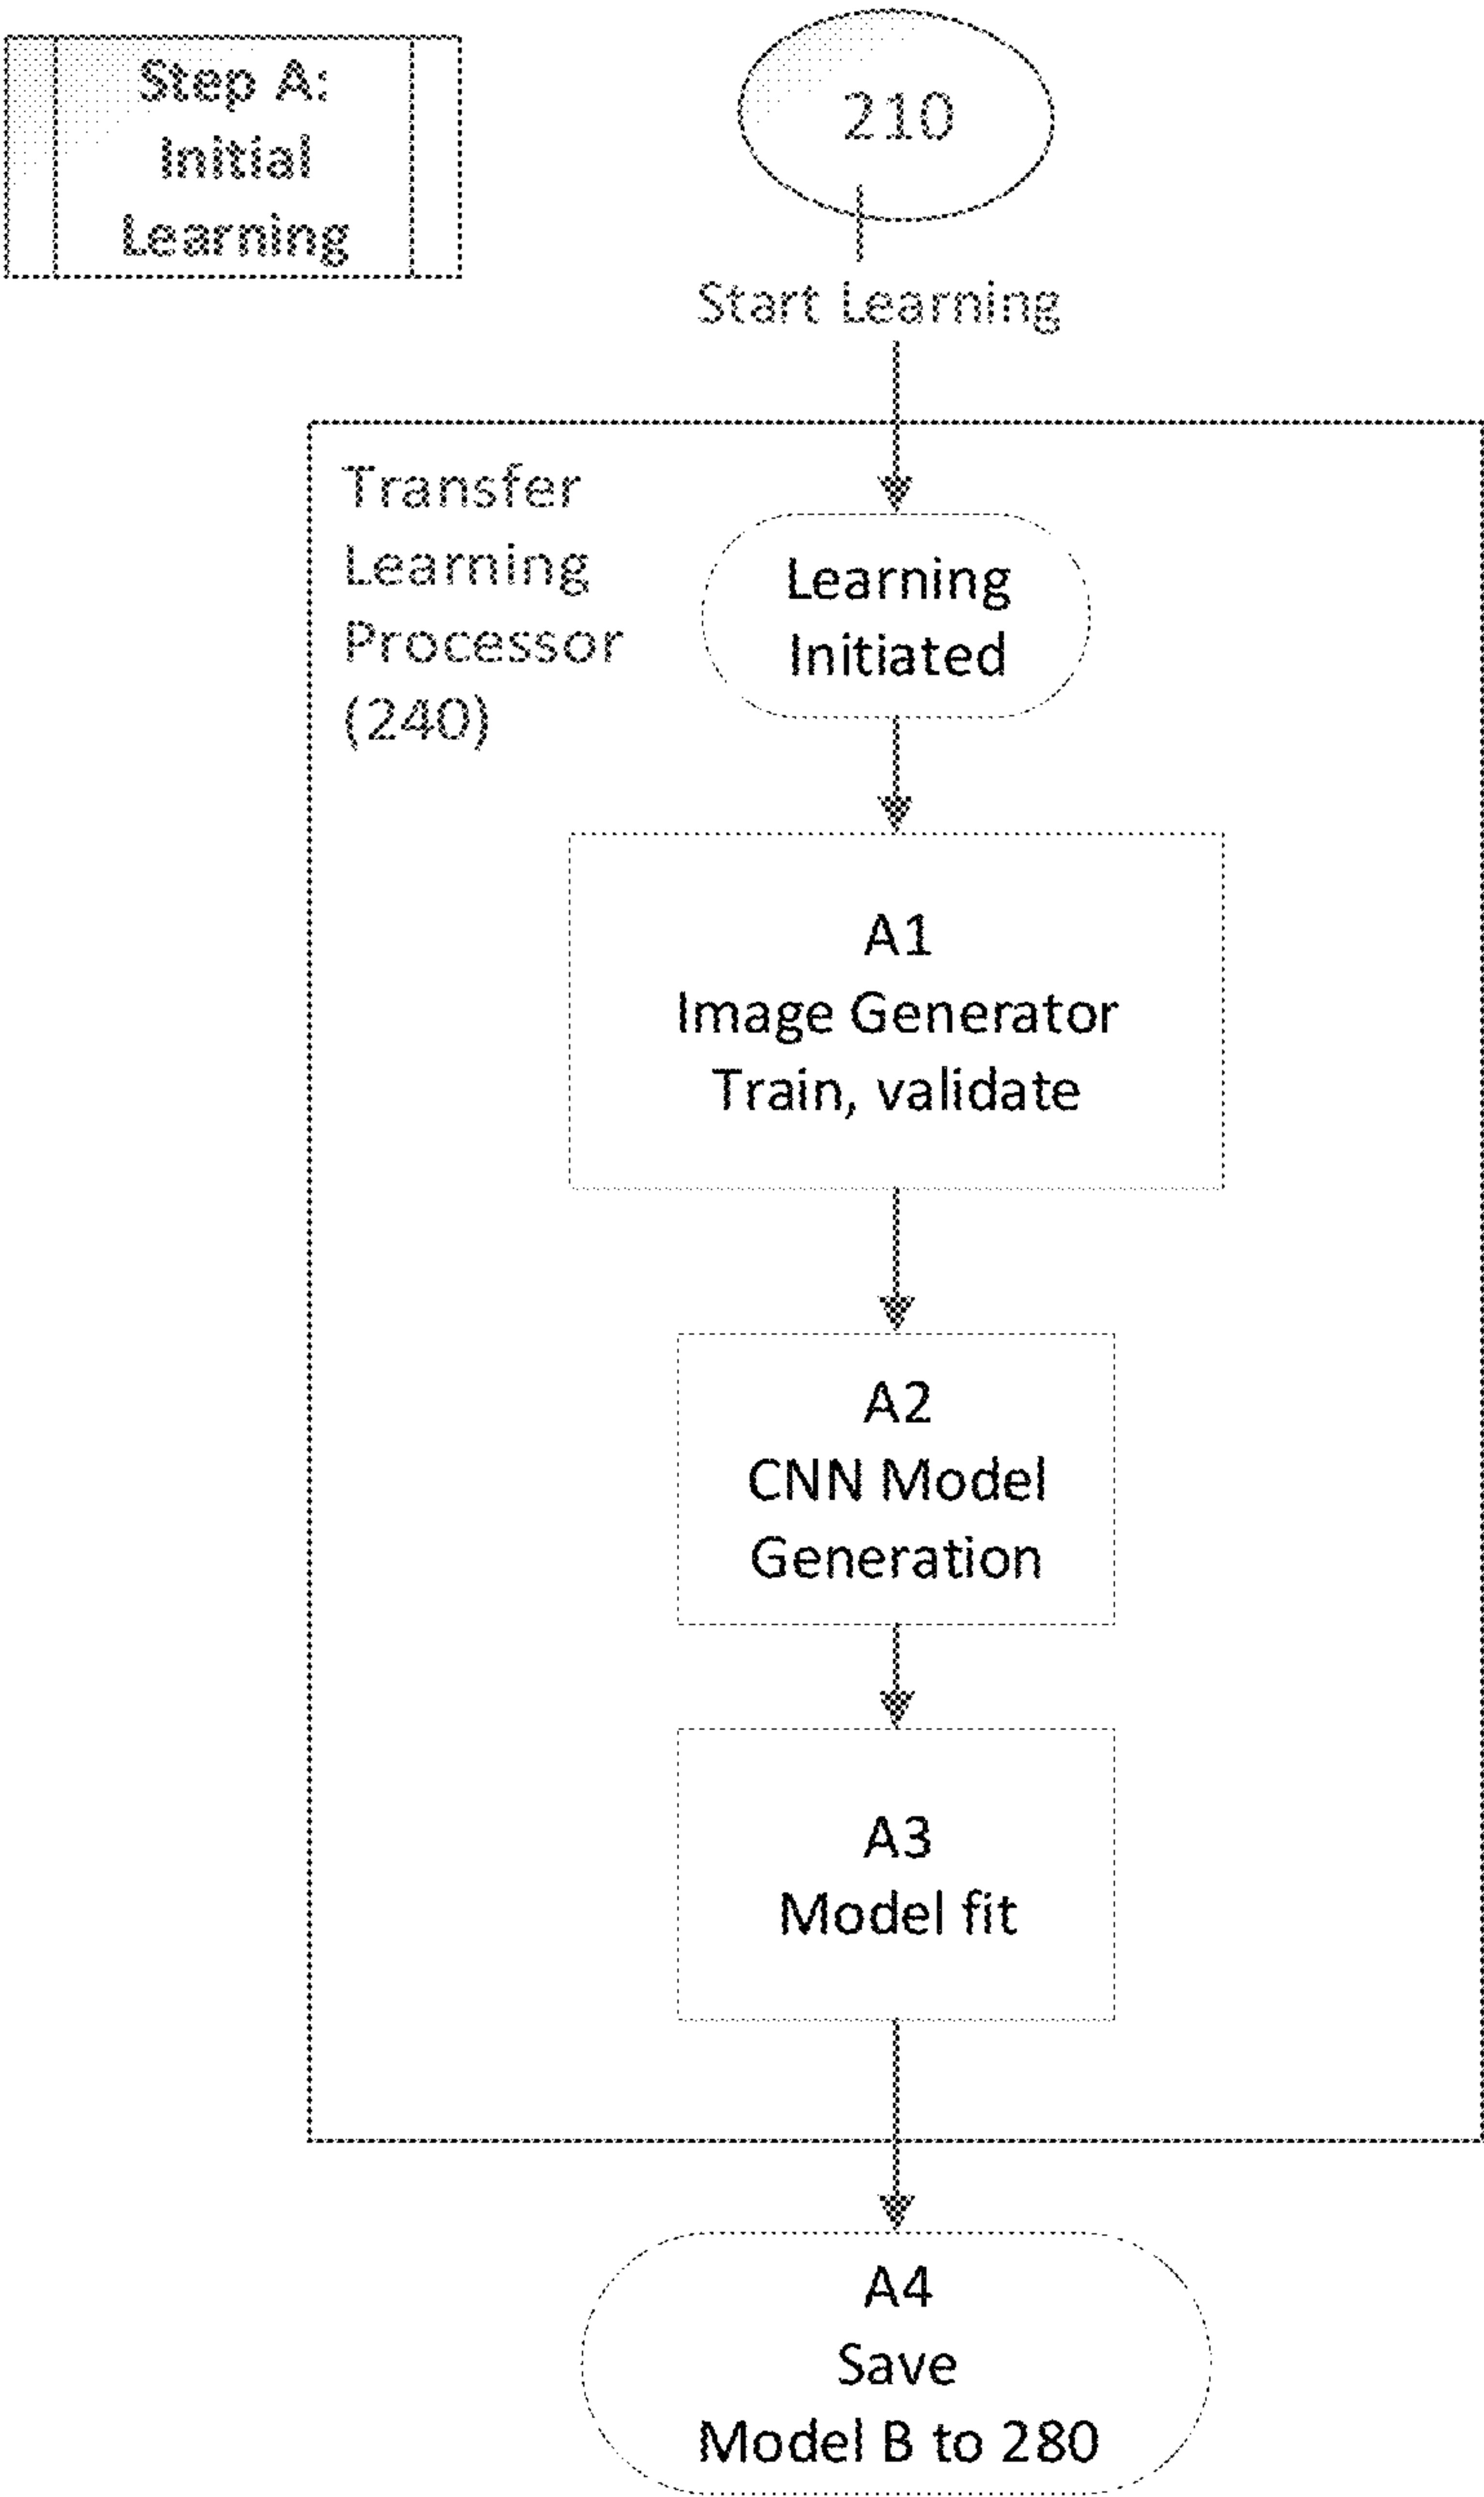 Step A:
Initial
Learning
210
Start Learning
Transfer
Learning
Processor
(240)
Learning
Initiated
A1
Image Generator
Train, validate
A2
CNN Model
Generation
A3
Model fit
A4
Save
Model B to 280